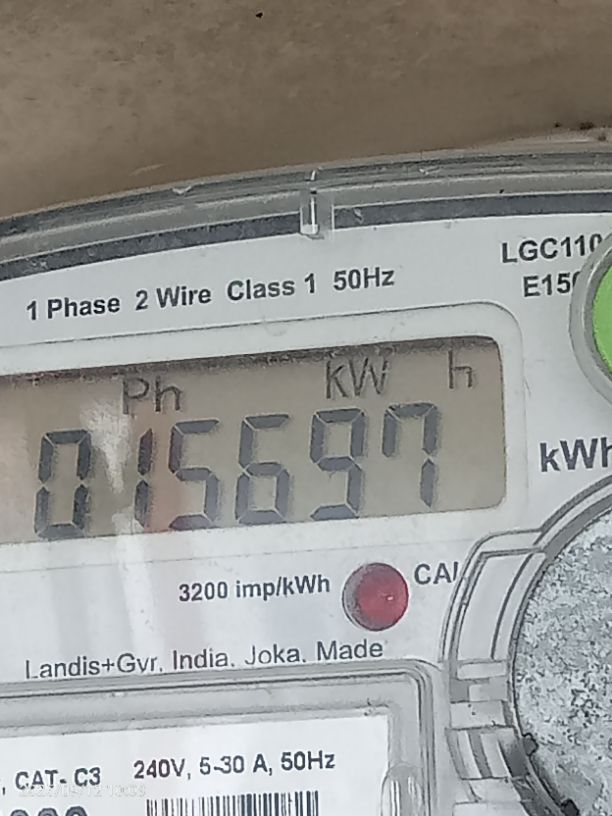 LGC110
E150
1 Phase 2 Wire Class 1 50Hz
Ph kW h
015697
kWh
3200 imp/kWh
CAL
Landis+Gyr, India, Joka, Made
, CAT- C3 240V, 5-30 A, 50Hz